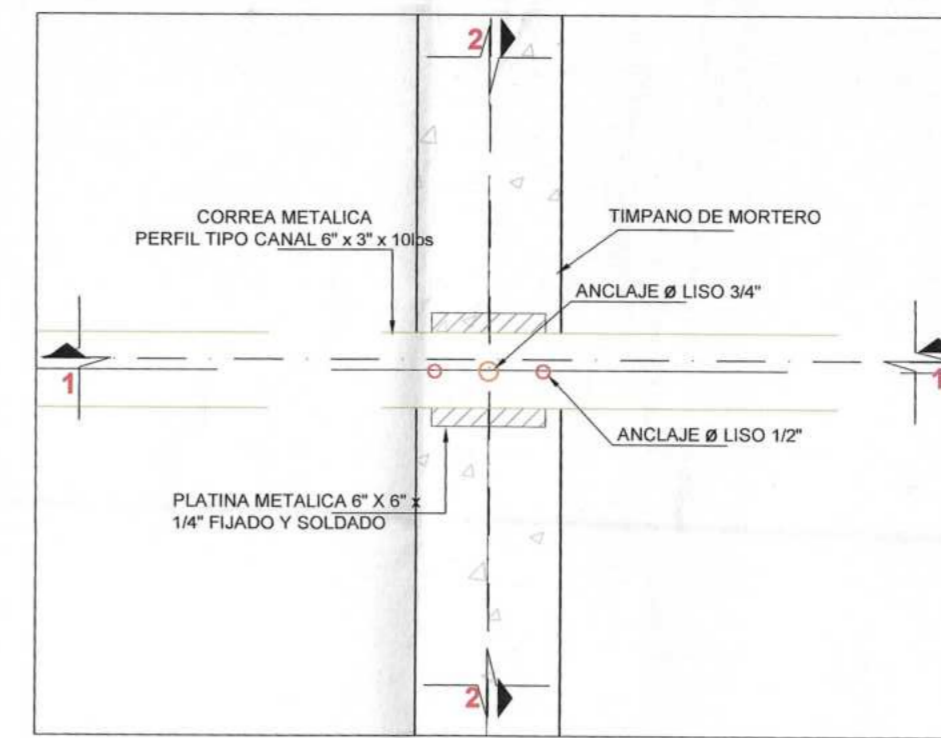 2
CORREA METALICA
PERFIL TIPO CANAL 6" x 3" x 10lbs
TIMPANO DE MORTERO
ANCLAJE Ø LISO 3/4"
1
1
ANCLAJE Ø LISO 1/2"
PLATINA METALICA 6" X 6" x
1/4" FIJADO Y SOLDADO
2